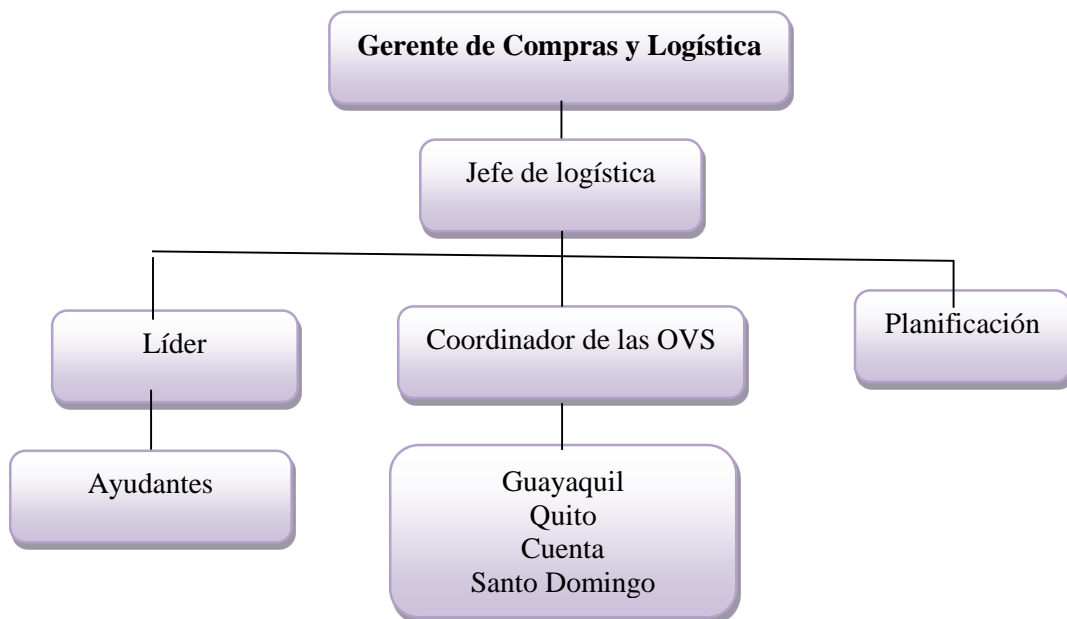 Gerente de Compras y Logística
Jefe de logística
Líder
Coordinador de las OVS
Planificación
Ayudantes
Guayaquil
Quito
Cuenta
Santo Domingo